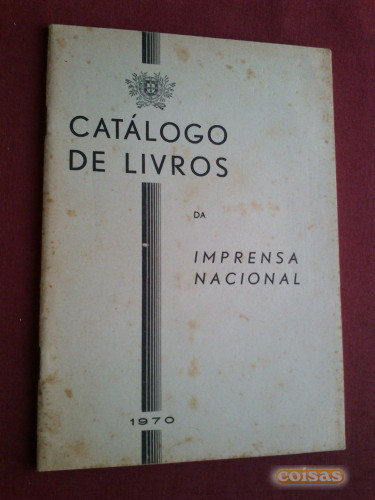 CATÁLOGO
DE LIVROS
DA
IMPRENSA
NACIONAL
1970
coisas